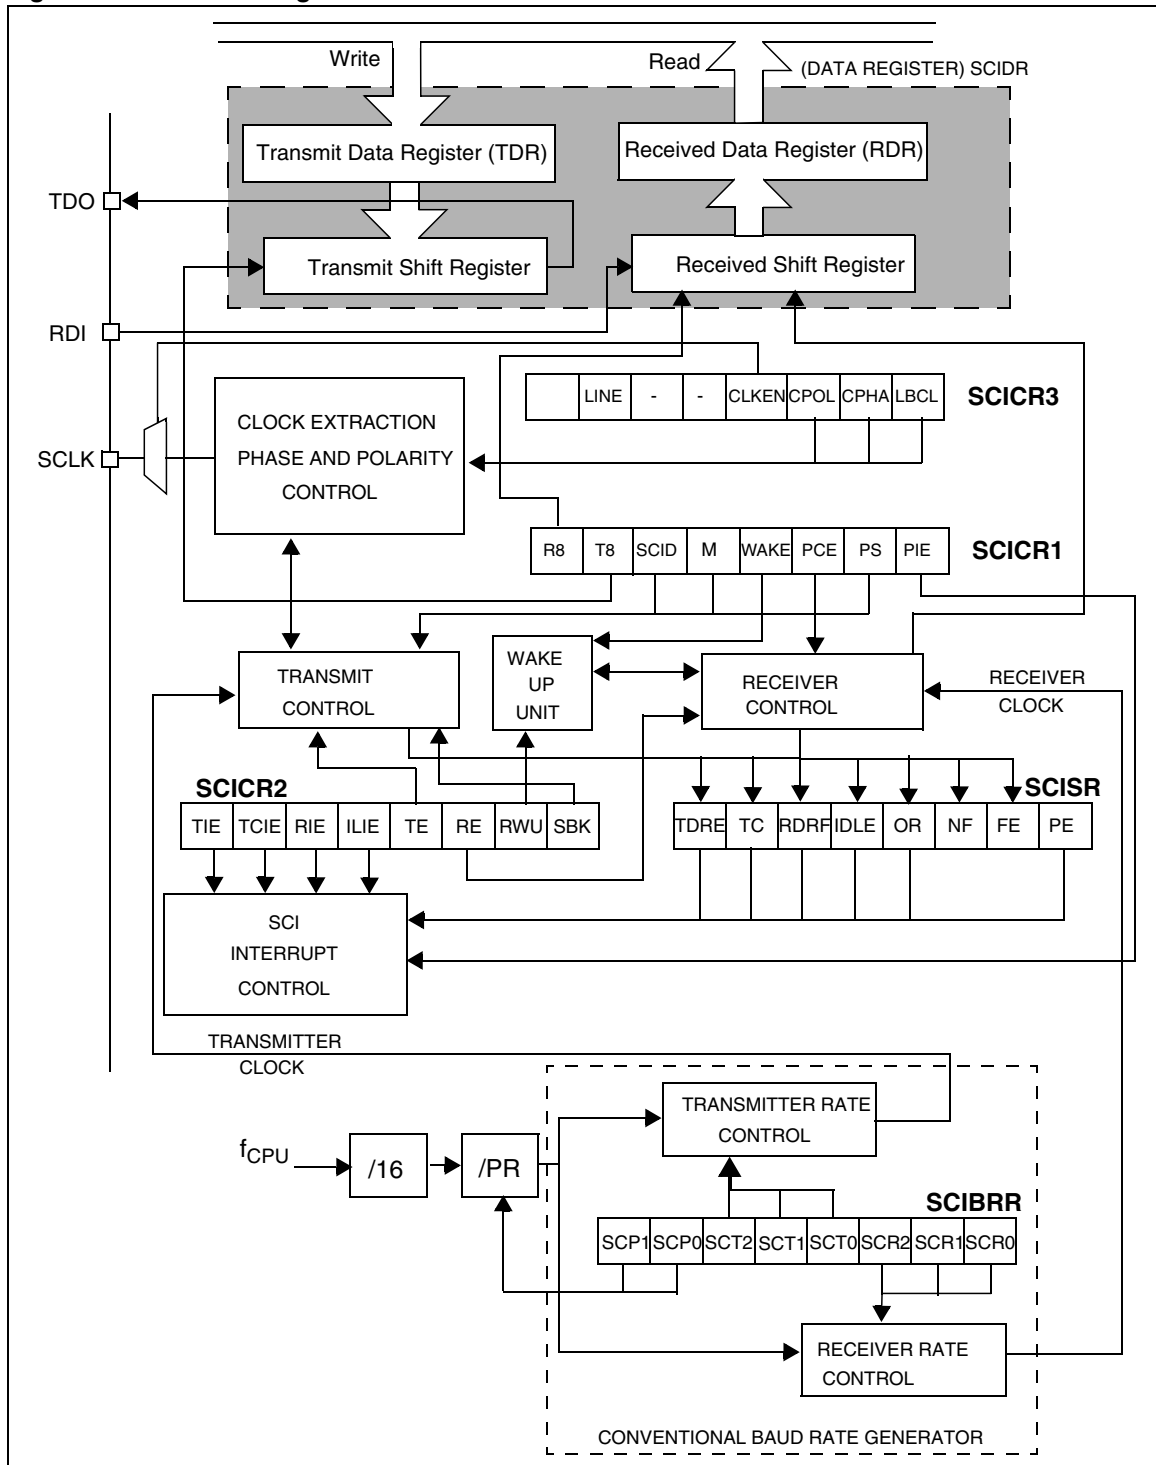 Write
Read
(DATA REGISTER) SCIDR
Transmit Data Register (TDR)
Received Data Register (RDR)
TDO
Transmit Shift Register
Received Shift Register
RDI
LINE - - CLKEN CPOL CPHA LBCL
SCICR3
CLOCK EXTRACTION
PHASE AND POLARITY
CONTROL
SCLK
R8 T8 SCID M WAKE PCE PS PIE
SCICR1
TRANSMIT
CONTROL
WAKE
UP
UNIT
RECEIVER
CONTROL
RECEIVER
CLOCK
SCICR2
SCISR
TIE TCIE RIE ILIE TE RE RWU SBK
TDRE TC RDRF IDLE OR NF FE PE
SCI
INTERRUPT
CONTROL
TRANSMITTER
CLOCK
TRANSMITTER RATE
CONTROL
fCPU
/16
/PR
SCIBRR
SCP1 SCP0 SCT2 SCT1 SCT0 SCR2 SCR1 SCR0
RECEIVER RATE
CONTROL
CONVENTIONAL BAUD RATE GENERATOR